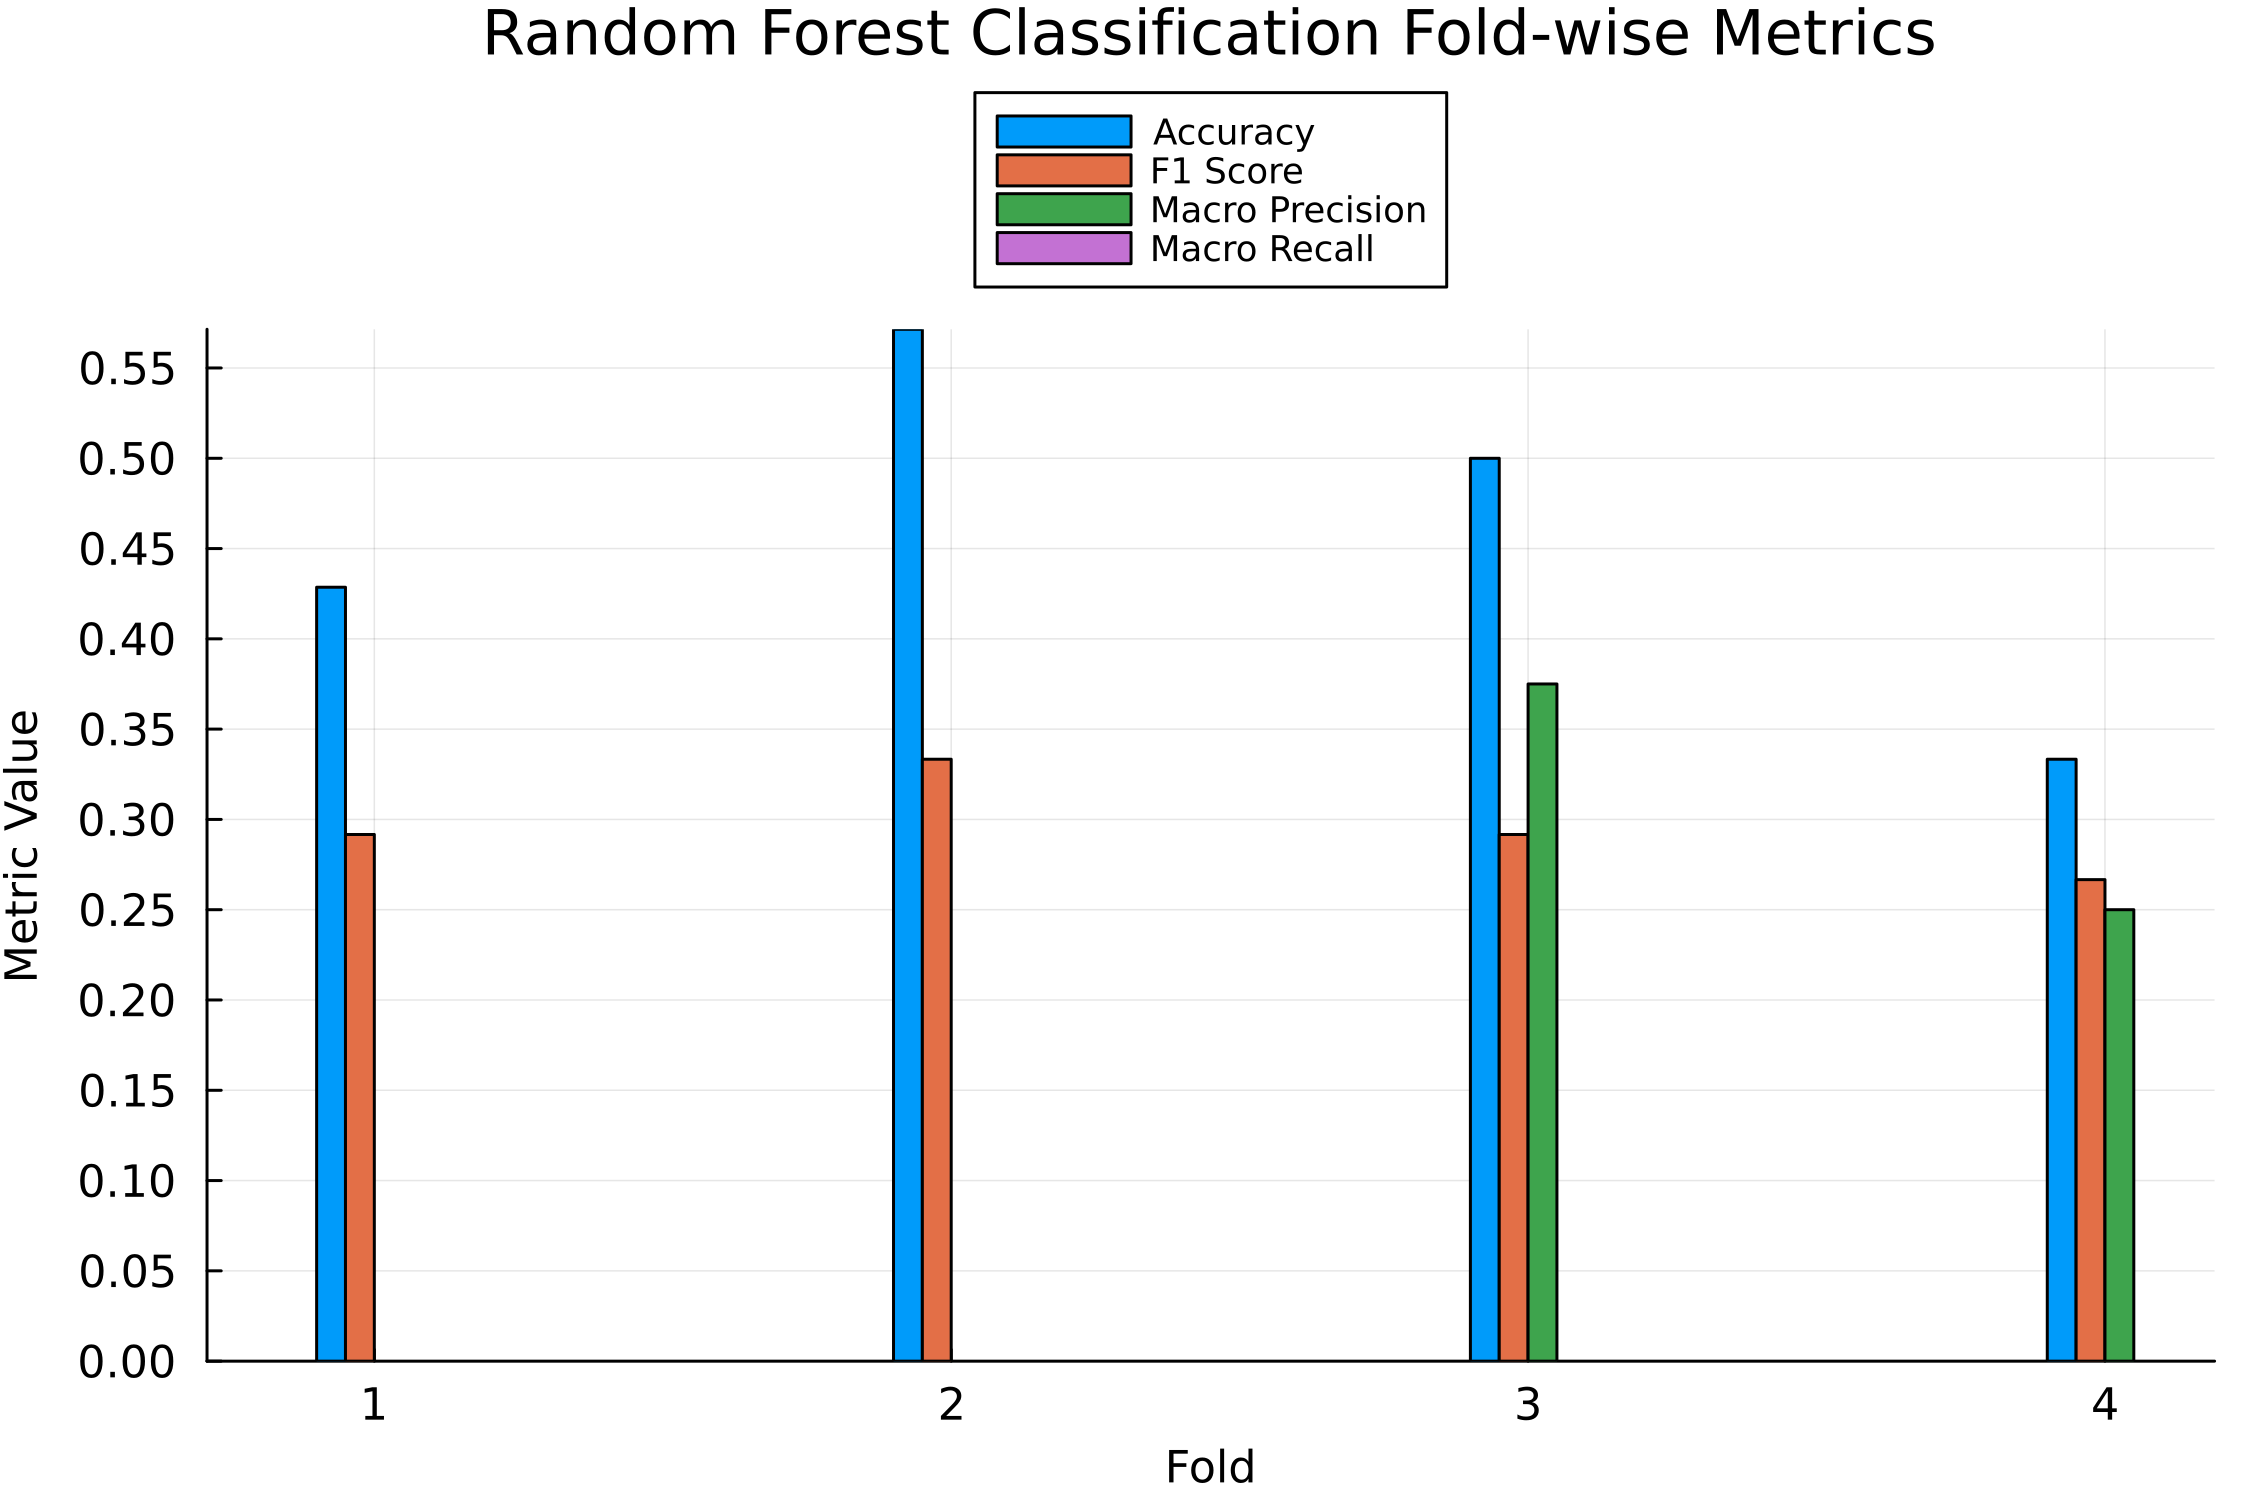 Random Forest Classification Fold-wise Metrics
Accuracy
F1 Score
Macro Precision
Macro Recall
0.55
0.50
0.45
0.40
0.35
0.30
0.25
0.20
0.15
0.10
0.05
0.00
Metric Value
1 2 3 4
Fold